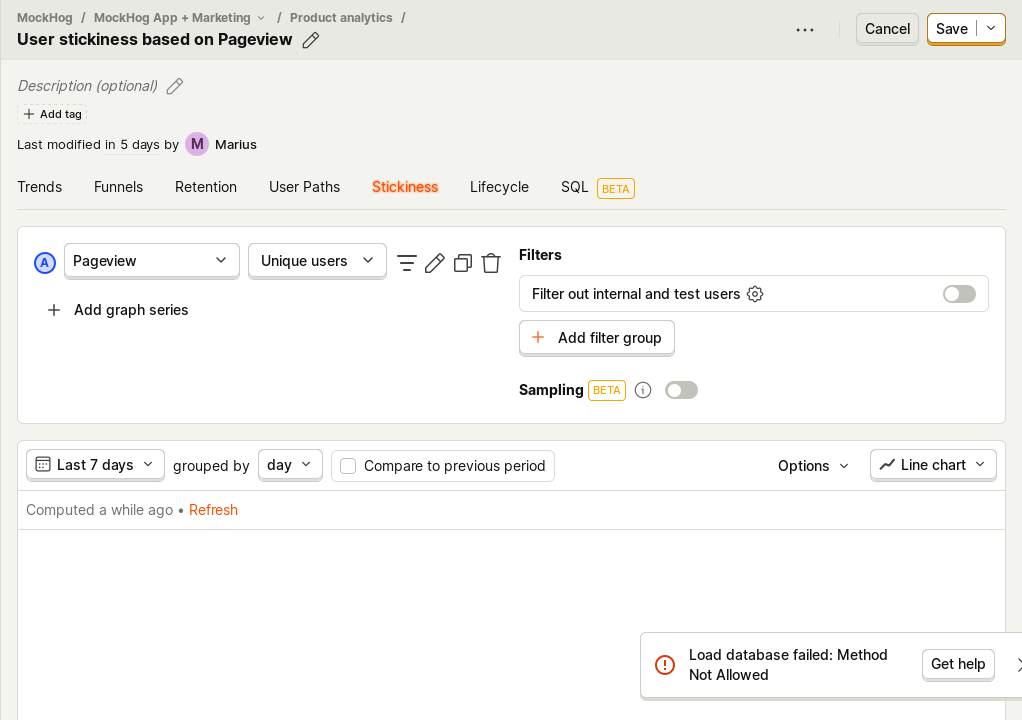 MockHog / MockHog App + Marketing / Product analytics /
User stickiness based on Pageview
Cancel
Save
Description (optional)
Add tag
Last modified in 5 days by M Marius
Trends Funnels Retention User Paths Stickiness Lifecycle SQL BETA
A Pageview Unique users
Add graph series
Filters
Filter out internal and test users
Add filter group
Sampling BETA
Last 7 days grouped by day Compare to previous period Options Line chart
Computed a while ago • Refresh
Load database failed: Method
Not Allowed
Get help